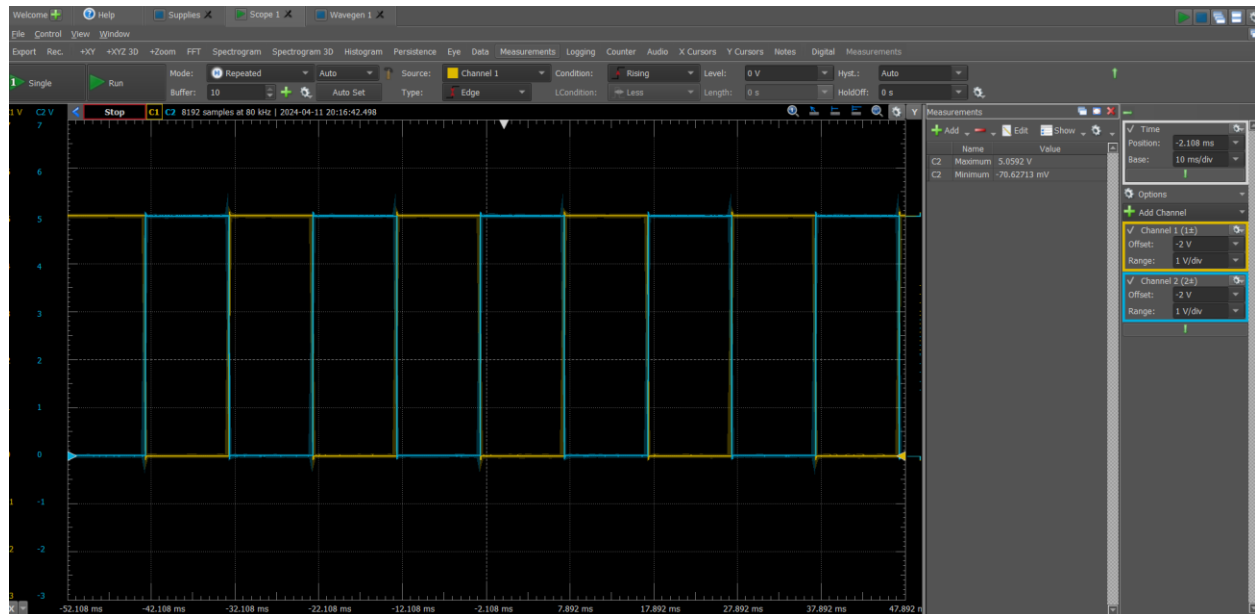 Welcome Help Supplies Scope 1 Wavegen 1
File Control View Window
Export Rec. +XY +XYZ 3D +Zoom FFT Spectrogram Spectrogram 3D Histogram Persistence Eye Data Measurements Logging Counter Audio X Cursors Y Cursors Notes Digital Measurements
1 Single Run Mode: Repeated Auto Source: Channel 1 Condition: Rising Level: 0 V Hyst.: Auto
Buffer: 10 Auto Set Type: Edge LCondition: Less Length: 0 s HoldOff: 0 s
1 V C2 V Stop C1 C2 8192 samples at 80 kHz | 2024-04-11 20:16:42.498 Y
7
6
5
4
3
2
1
0
1 -1
2 -2
3 -3
X -52.108 ms -42.108 ms -32.108 ms -22.108 ms -12.108 ms -2.108 ms 7.892 ms 17.892 ms 27.892 ms 37.892 ms 47.892
Measurements
Add Edit Show
Name Value
C2 Maximum 5.0592 V
C2 Minimum -70.62713 mV
Time
Position: -2.108 ms
Base: 10 ms/div
Options
Add Channel
Channel 1 (1±)
Offset: -2 V
Range: 1 V/div
Channel 2 (2±)
Offset: -2 V
Range: 1 V/div